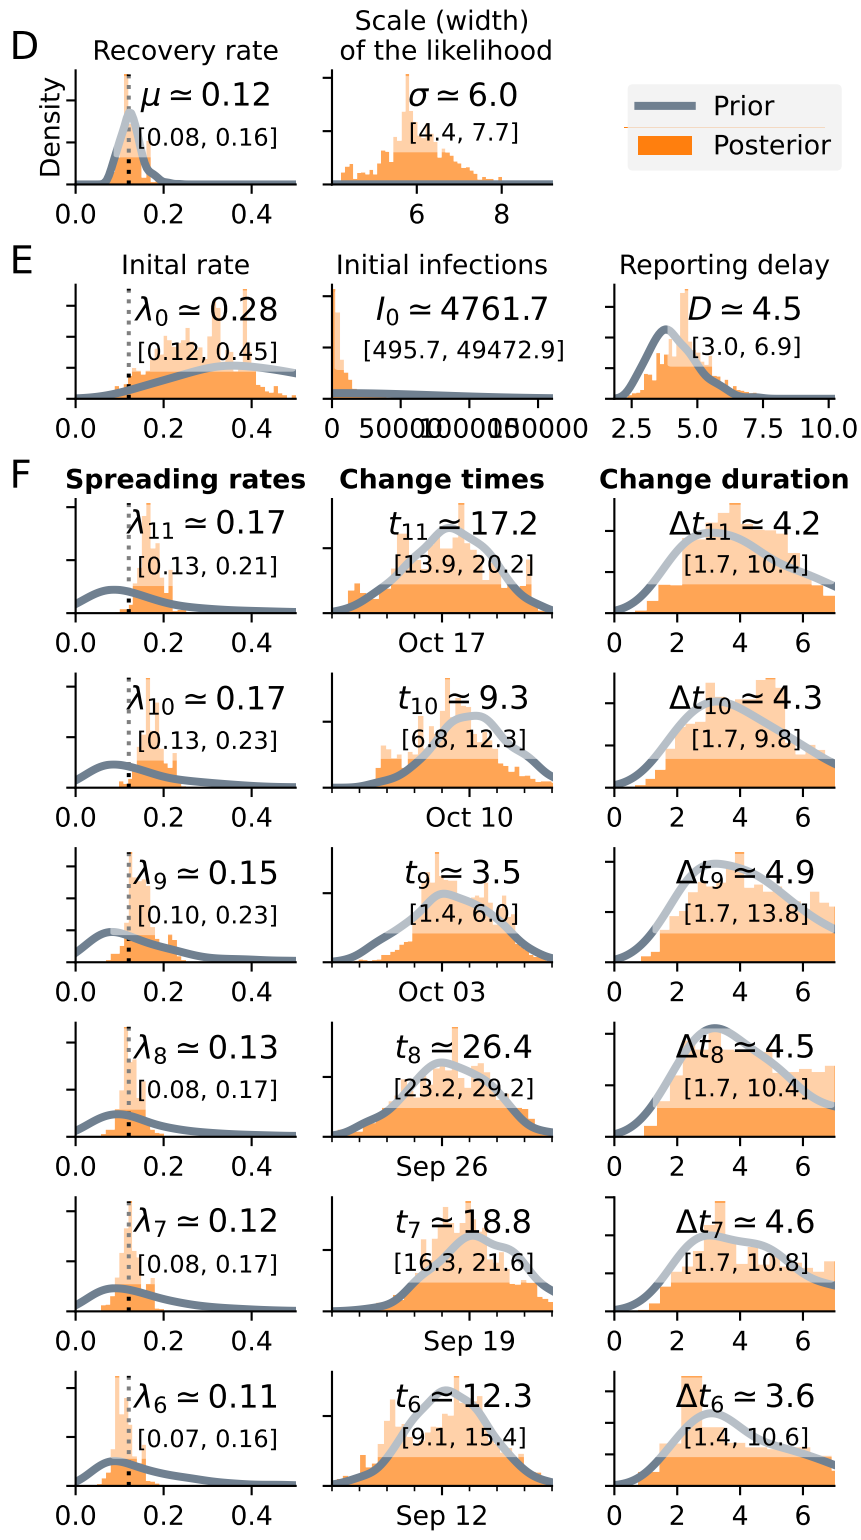 D
Recovery rate
Scale (width)
of the likelihood
Density
μ ≃ 0.12
[0.08, 0.16]
σ ≃ 6.0
[4.4, 7.7]
Prior
Posterior
0.0 0.2 0.4
6 8
E
Inital rate
Initial infections
Reporting delay
λ0 ≃ 0.28
[0.12, 0.45]
I0 ≃ 4761.7
[495.7, 49472.9]
D ≃ 4.5
[3.0, 6.9]
0.0 0.2 0.4
0 50000 100000 150000
2.5 5.0 7.5 10.0
F
Spreading rates
Change times
Change duration
λ11 ≃ 0.17
[0.13, 0.21]
t11 ≃ 17.2
[13.9, 20.2]
Δt11 ≃ 4.2
[1.7, 10.4]
0.0 0.2 0.4
Oct 17
0 2 4 6
λ10 ≃ 0.17
[0.13, 0.23]
t10 ≃ 9.3
[6.8, 12.3]
Δt10 ≃ 4.3
[1.7, 9.8]
0.0 0.2 0.4
Oct 10
0 2 4 6
λ9 ≃ 0.15
[0.10, 0.23]
t9 ≃ 3.5
[1.4, 6.0]
Δt9 ≃ 4.9
[1.7, 13.8]
0.0 0.2 0.4
Oct 03
0 2 4 6
λ8 ≃ 0.13
[0.08, 0.17]
t8 ≃ 26.4
[23.2, 29.2]
Δt8 ≃ 4.5
[1.7, 10.4]
0.0 0.2 0.4
Sep 26
0 2 4 6
λ7 ≃ 0.12
[0.08, 0.17]
t7 ≃ 18.8
[16.3, 21.6]
Δt7 ≃ 4.6
[1.7, 10.8]
0.0 0.2 0.4
Sep 19
0 2 4 6
λ6 ≃ 0.11
[0.07, 0.16]
t6 ≃ 12.3
[9.1, 15.4]
Δt6 ≃ 3.6
[1.4, 10.6]
0.0 0.2 0.4
Sep 12
0 2 4 6